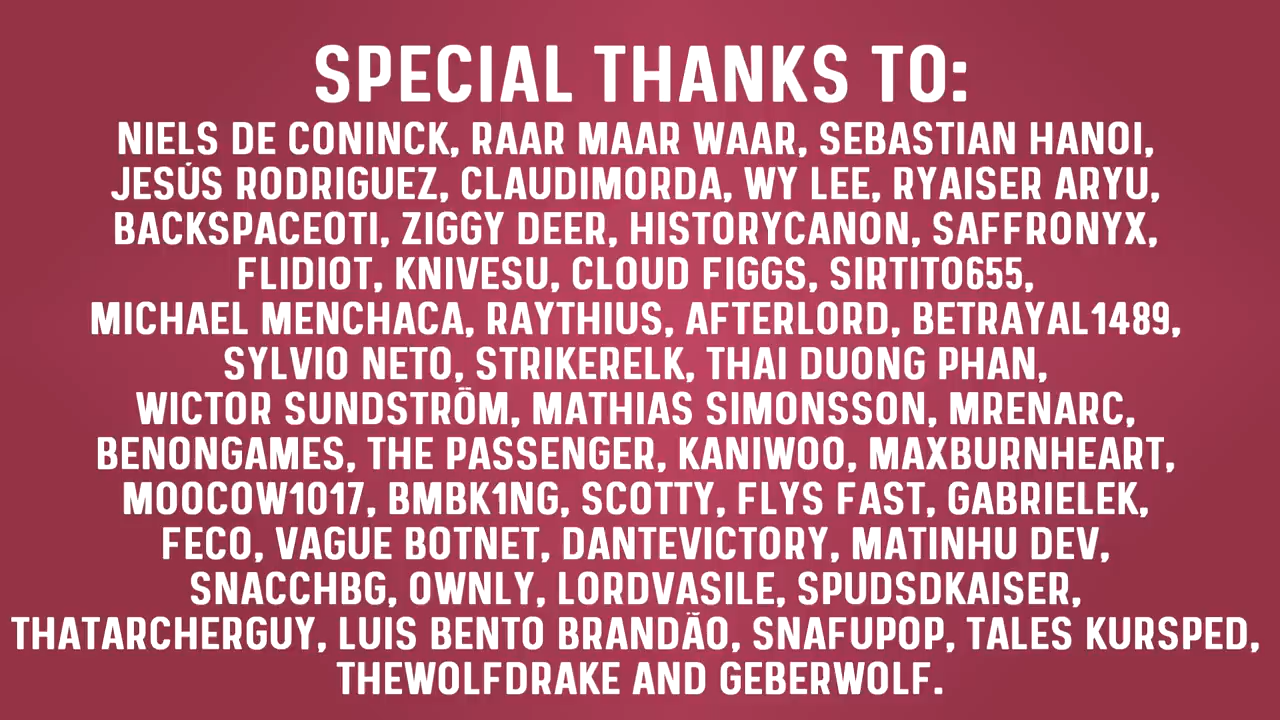 SPECIAL THANKS TO:
NIELS DE CONINCK, RAAR MAAR WAAR, SEBASTIAN HANOI,
JESÚS RODRIGUEZ, CLAUDIMORDA, WY LEE, RYAISER ARYU,
BACKSPACEOTI, ZIGGY DEER, HISTORYCANON, SAFFRONYX,
FLIDIOT, KNIVESU, CLOUD FIGGS, SIRTITO655,
MICHAEL MENCHACA, RAYTHIUS, AFTERLORD, BETRAYAL1489,
SYLVIO NETO, STRIKERELK, THAI DUONG PHAN,
WICTOR SUNDSTRÖM, MATHIAS SIMONSSON, MRENARC,
BENONGAMES, THE PASSENGER, KANIWOO, MAXBURNHEART,
MOOCOW1017, BMBK1NG, SCOTTY, FLYS FAST, GABRIELEK,
FECO, VAGUE BOTNET, DANTEVICTORY, MATINHU DEV,
SNACCHBG, OWNLY, LORDVASILE, SPUDSDKAISER,
THATARCHERGUY, LUIS BENTO BRANDÃO, SNAFUPOP, TALES KURSPED,
THEWOLFDRAKE AND GEBERWOLF.